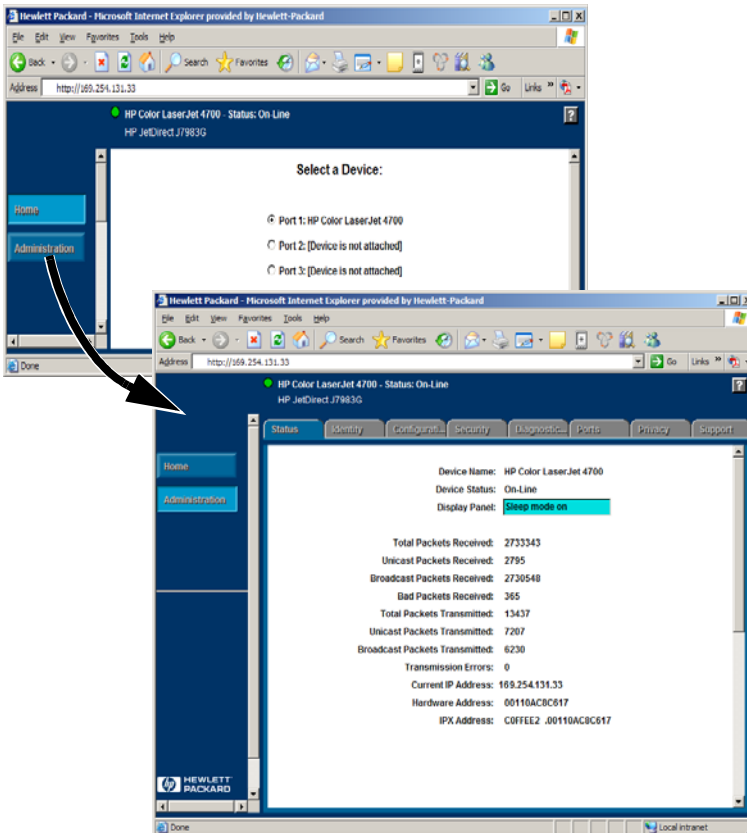 Hewlett Packard - Microsoft Internet Explorer provided by Hewlett-Packard
File Edit View Favorites Tools Help
Back Search Favorites
Address http://169.254.131.33 Go Links »
HP Color LaserJet 4700 - Status: On-Line ?
HP JetDirect J7983G
Home
Administration
Select a Device:
Port 1: HP Color LaserJet 4700
Port 2: [Device is not attached]
Port 3: [Device is not attached]
Done
Hewlett Packard - Microsoft Internet Explorer provided by Hewlett-Packard
File Edit View Favorites Tools Help
Back Search Favorites
Address http://169.254.131.33 Go Links »
HP Color LaserJet 4700 - Status: On-Line ?
HP JetDirect J7983G
Status Identity Configurati... Security Diagnostic... Ports Privacy Support
Home
Administration
Device Name: HP Color LaserJet 4700
Device Status: On-Line
Display Panel: Sleep mode on
Total Packets Received: 2733343
Unicast Packets Received: 2795
Broadcast Packets Received: 2730548
Bad Packets Received: 365
Total Packets Transmitted: 13437
Unicast Packets Transmitted: 7207
Broadcast Packets Transmitted: 6230
Transmission Errors: 0
Current IP Address: 169.254.131.33
Hardware Address: 00110AC8C617
IPX Address: C0FFEE2 .00110AC8C617
hp HEWLETT
PACKARD
Done Local intranet